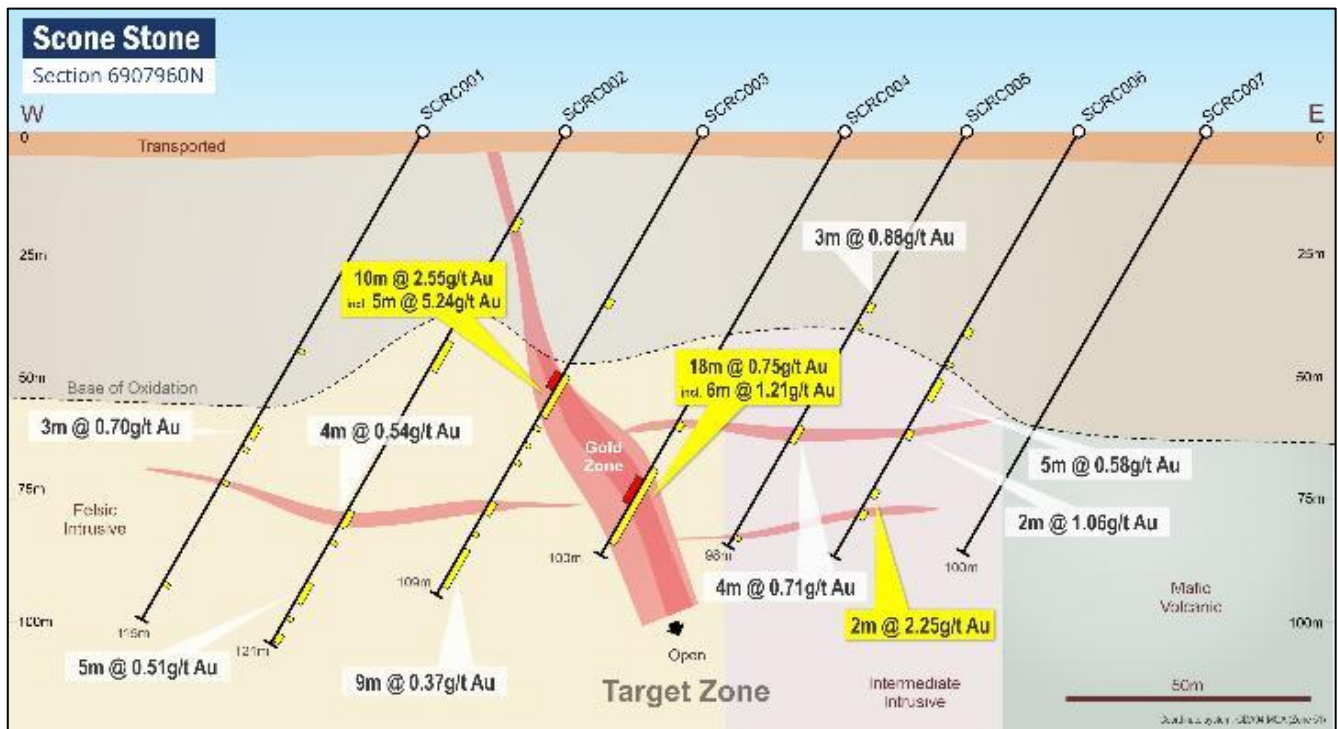 Scone Stone
Section 6907960N
W
E
SCRC001
SCRC002
SCRC003
SCRC004
SCRC005
SCRC006
SCRC007
0
0
Transported
25m
25m
3m @ 0.88g/t Au
10m @ 2.55g/t Au
incl. 5m @ 5.24g/t Au
18m @ 0.75g/t Au
incl. 6m @ 1.21g/t Au
50m
50m
Base of Oxidation
3m @ 0.70g/t Au
4m @ 0.54g/t Au
Gold
Zone
5m @ 0.58g/t Au
75m
75m
Felsic
Intrusive
2m @ 1.06g/t Au
109m
98m
100m
4m @ 0.71g/t Au
Mafic
Volcanic
100m
100m
115m
121m
2m @ 2.25g/t Au
Open
5m @ 0.51g/t Au
9m @ 0.37g/t Au
Target Zone
Intermediate
Intrusive
50m
Coordinate system: